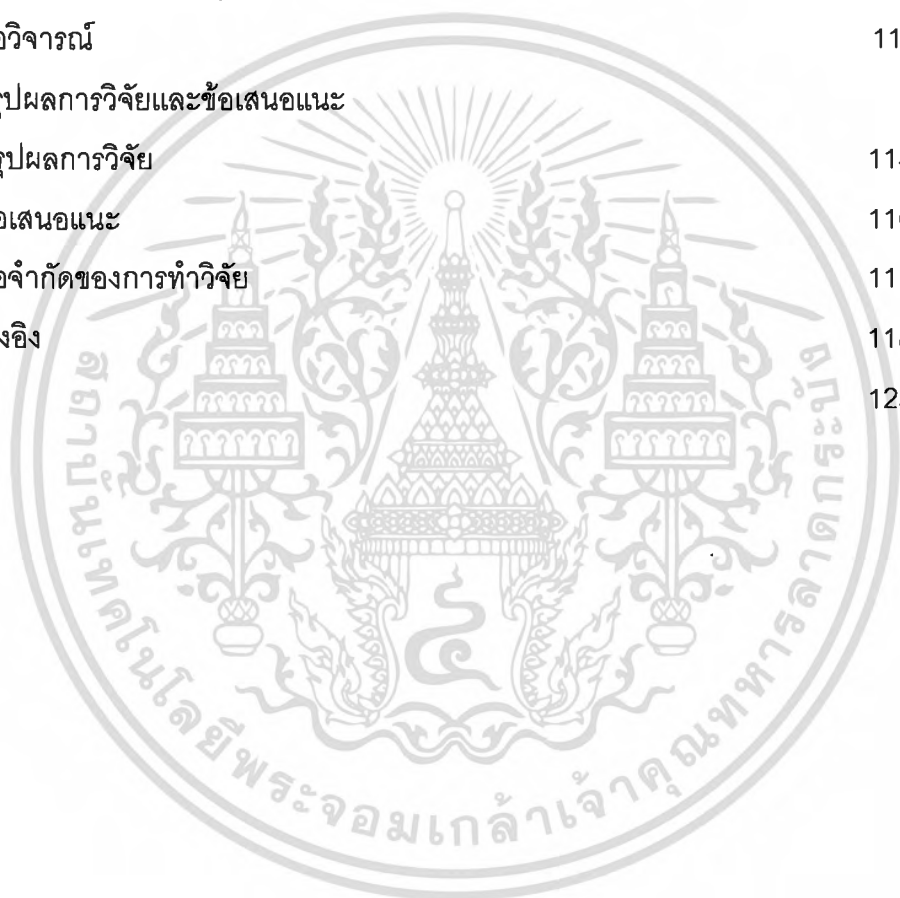 วิจารณ์ 11
ปผลการวิจัยและข้อเสนอแนะ
รุปผลการวิจัย 11
อเสนอแนะ 11
อจำกัดของการทำวิจัย 11
งอิง 11
12
สถาบันเทคโนโลยีพระจอมเกล้าเจ้าคุณทหารลาดกระบัง